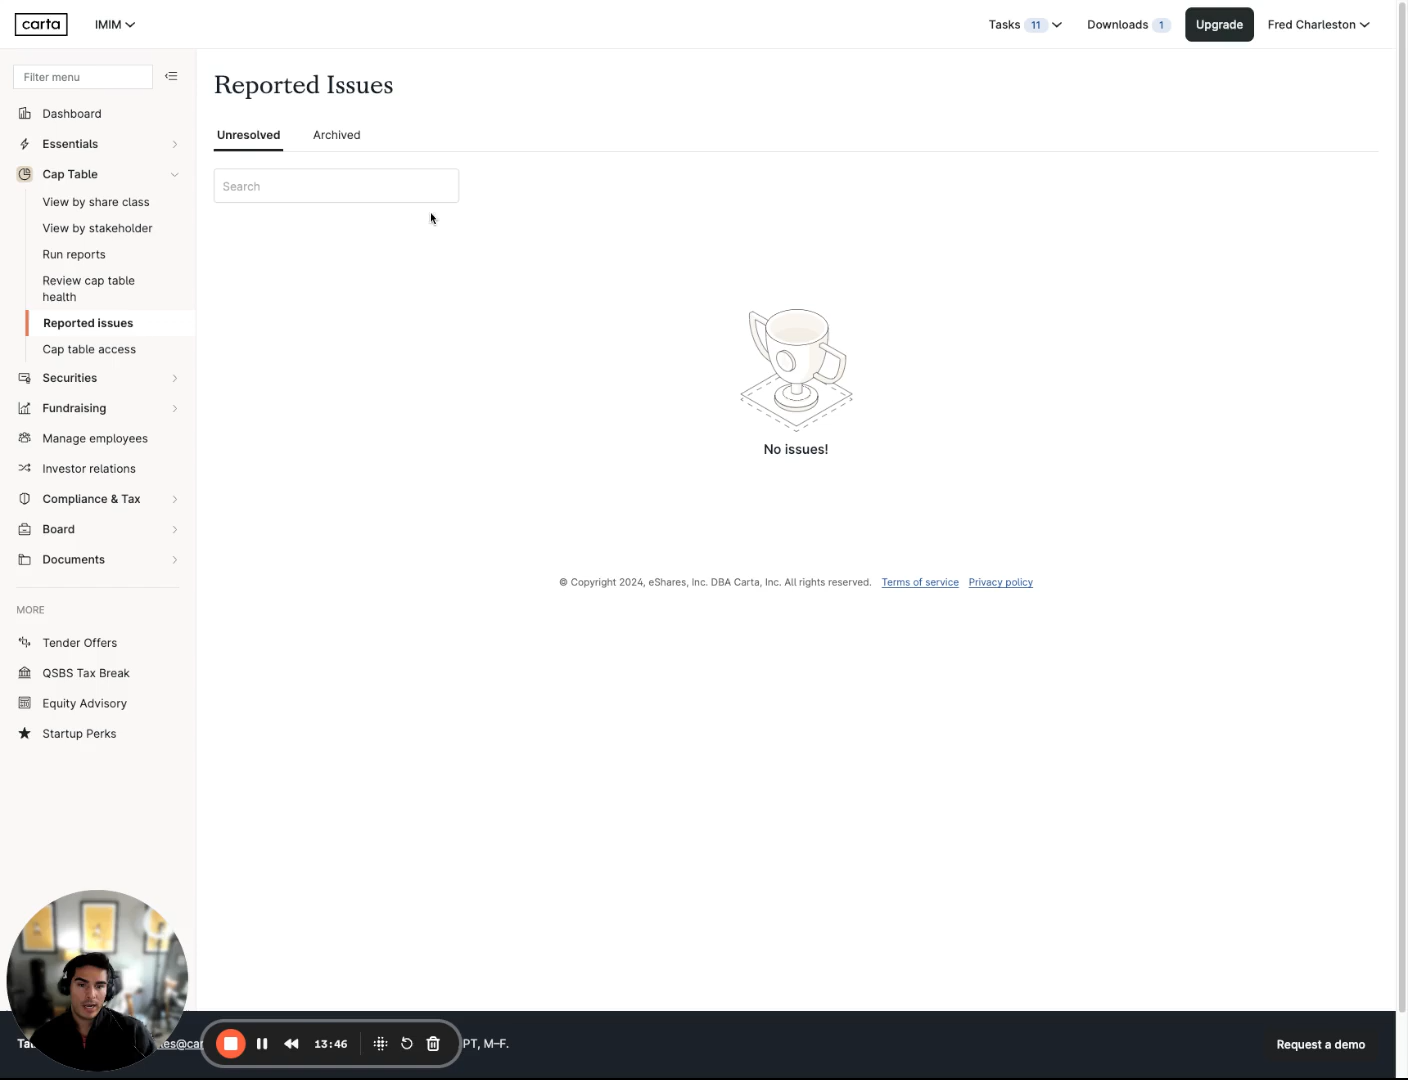 carta
IMIM
Tasks 11
Downloads 1
Upgrade
Fred Charleston
Filter menu
Dashboard
Essentials
Cap Table
View by share class
View by stakeholder
Run reports
Review cap table
health
Reported issues
Cap table access
Securities
Fundraising
Manage employees
Investor relations
Compliance & Tax
Board
Documents
MORE
Tender Offers
QSBS Tax Break
Equity Advisory
Startup Perks
Reported Issues
Unresolved
Archived
Search
No issues!
© Copyright 2024, eShares, Inc. DBA Carta, Inc. All rights reserved. Terms of service Privacy policy
13:46
PT, M–F.
Request a demo